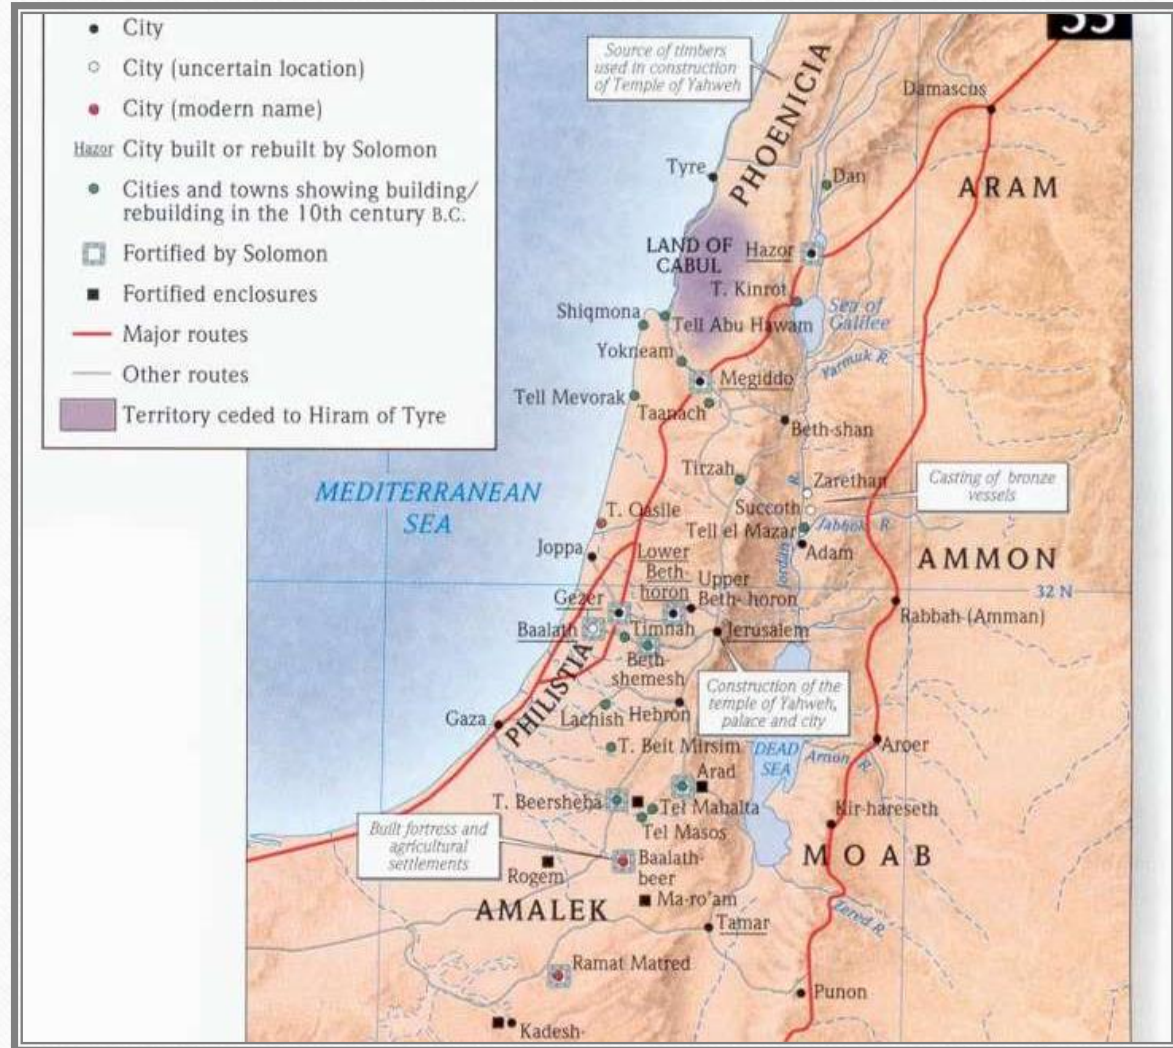 City
City (uncertain location)
City (modern name)
Hazor City built or rebuilt by Solomon
Cities and towns showing building/
rebuilding in the 10th century B.C.
Fortified by Solomon
Fortified enclosures
Major routes
Other routes
Territory ceded to Hiram of Tyre
Source of timbers
used in construction
of Temple of Yahweh
PHOENICIA
Damascus
Tyre
Dan
ARAM
LAND OF
CABUL
Hazor
T. Kinrot
Sea of
Galilee
Shiqmona
Tell Abu Hawam
Yokneam
Yarmuk R.
Megiddo
Tell Mevorak
Taanach
Beth-shan
MEDITERRANEAN
SEA
Tirzah
Zarethan
Casting of bronze
vessels
Succoth
T. Qasile
Tell el Mazar
Jabbok R.
Joppa
Adam
Jordan R.
AMMON
Lower
Beth-
horon
Upper
Beth-horon
32 N
Gezer
Rabbah (Amman)
Baalath
Timnah
Jerusalem
Beth-
shemesh
PHILISTIA
Construction of the
temple of Yahweh,
palace and city
Gaza
Lachish
Hebron
T. Beit Mirsim
DEAD
SEA
Arnon R.
Aroer
Arad
T. Beersheba
Tel Mahalta
Tel Masos
Kir-hareseth
Built fortress and
agricultural
settlements
Baalath-
beer
MOAB
Rogem
Ma-ro'am
AMALEK
Tamar
Zered R.
Ramat Matred
Punon
Kadesh-